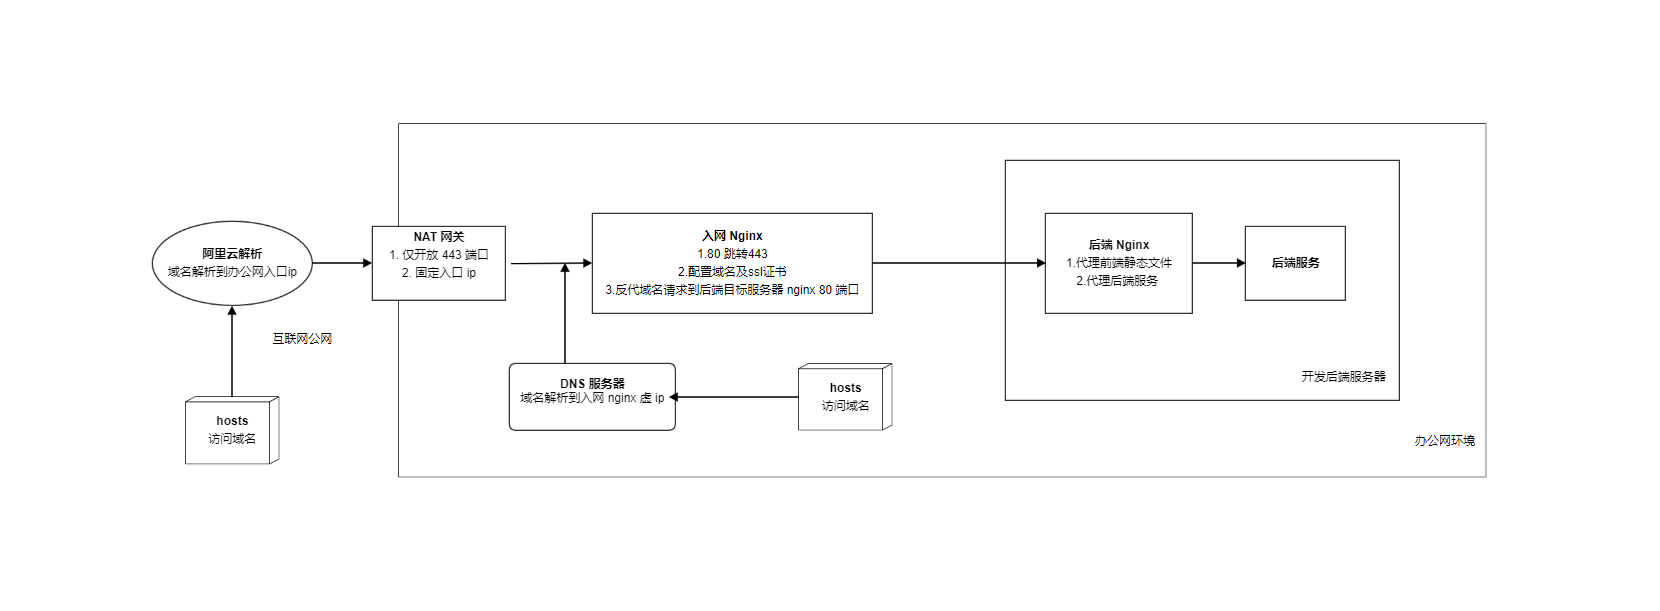 阿里云解析
域名解析到办公网入口ip
互联网公网
hosts
访问域名
NAT 网关
1. 仅开放 443 端口
2. 固定入口 ip
入网 Nginx
1.80 跳转443
2.配置域名及ssl证书
3.反代域名请求到后端目标服务器 nginx 80 端口
DNS 服务器
域名解析到入网 nginx 虚 ip
hosts
访问域名
后端 Nginx
1.代理前端静态文件
2.代理后端服务
后端服务
开发后端服务器
办公网环境